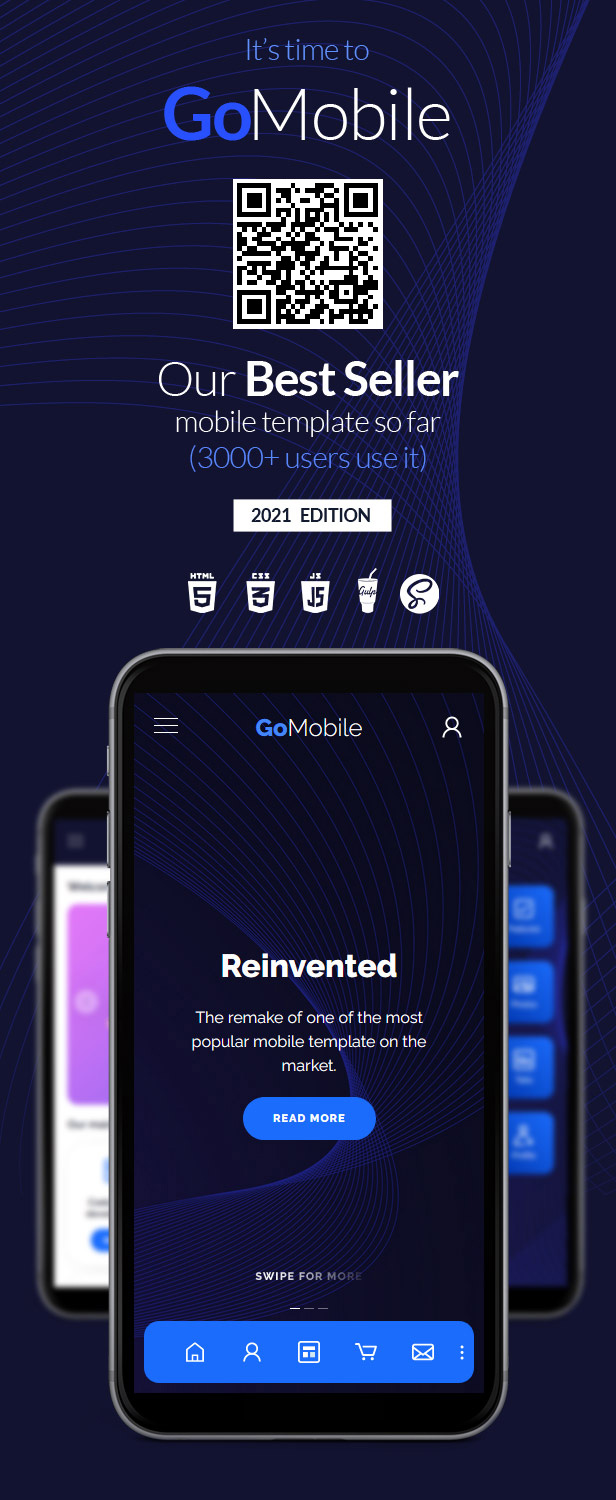 It's time to
GoMobile
Our Best Seller
mobile template so far
(3000+ users use it)
2021 EDITION
HTML CSS JS
5 3 JS Gulp
GoMobile
Reinvented
The remake of one of the most
popular mobile template on the
market.
READ MORE
SWIPE FOR MORE